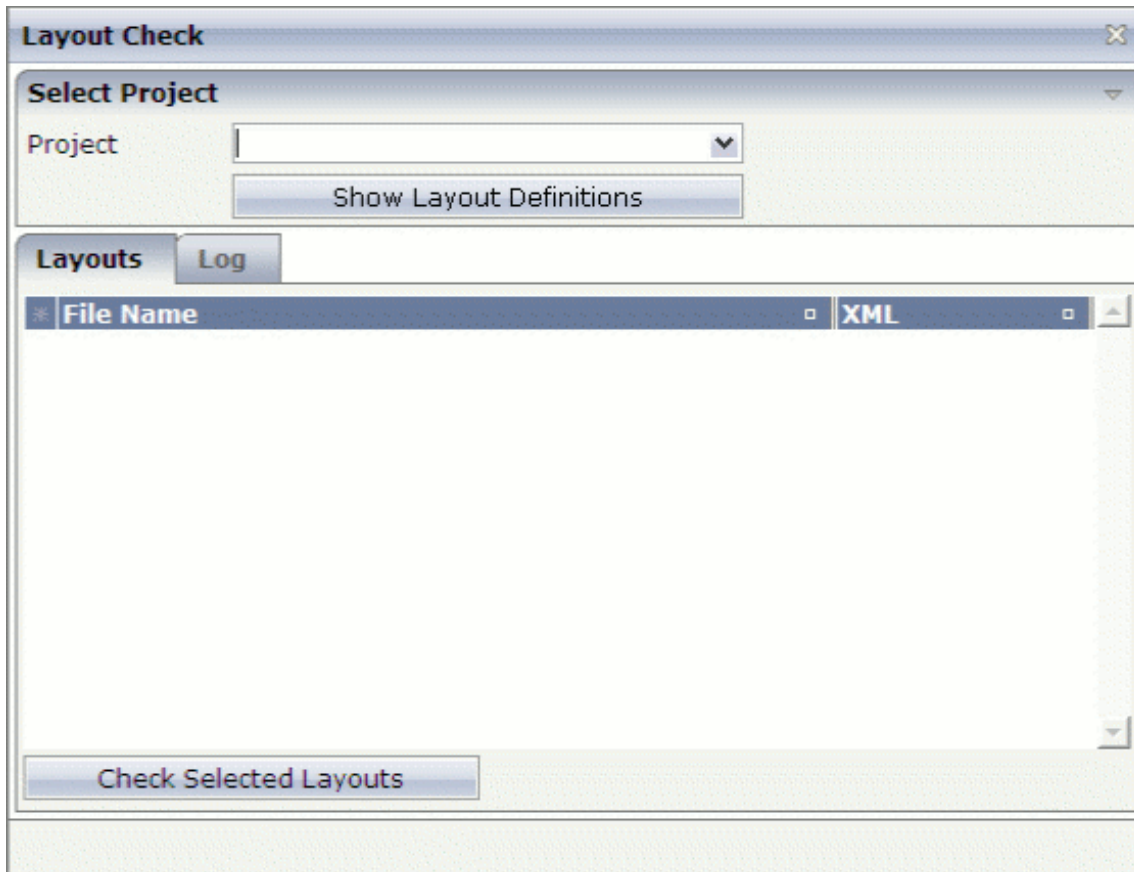 Layout Check
Select Project
Project
Show Layout Definitions
Layouts Log
File Name XML
Check Selected Layouts